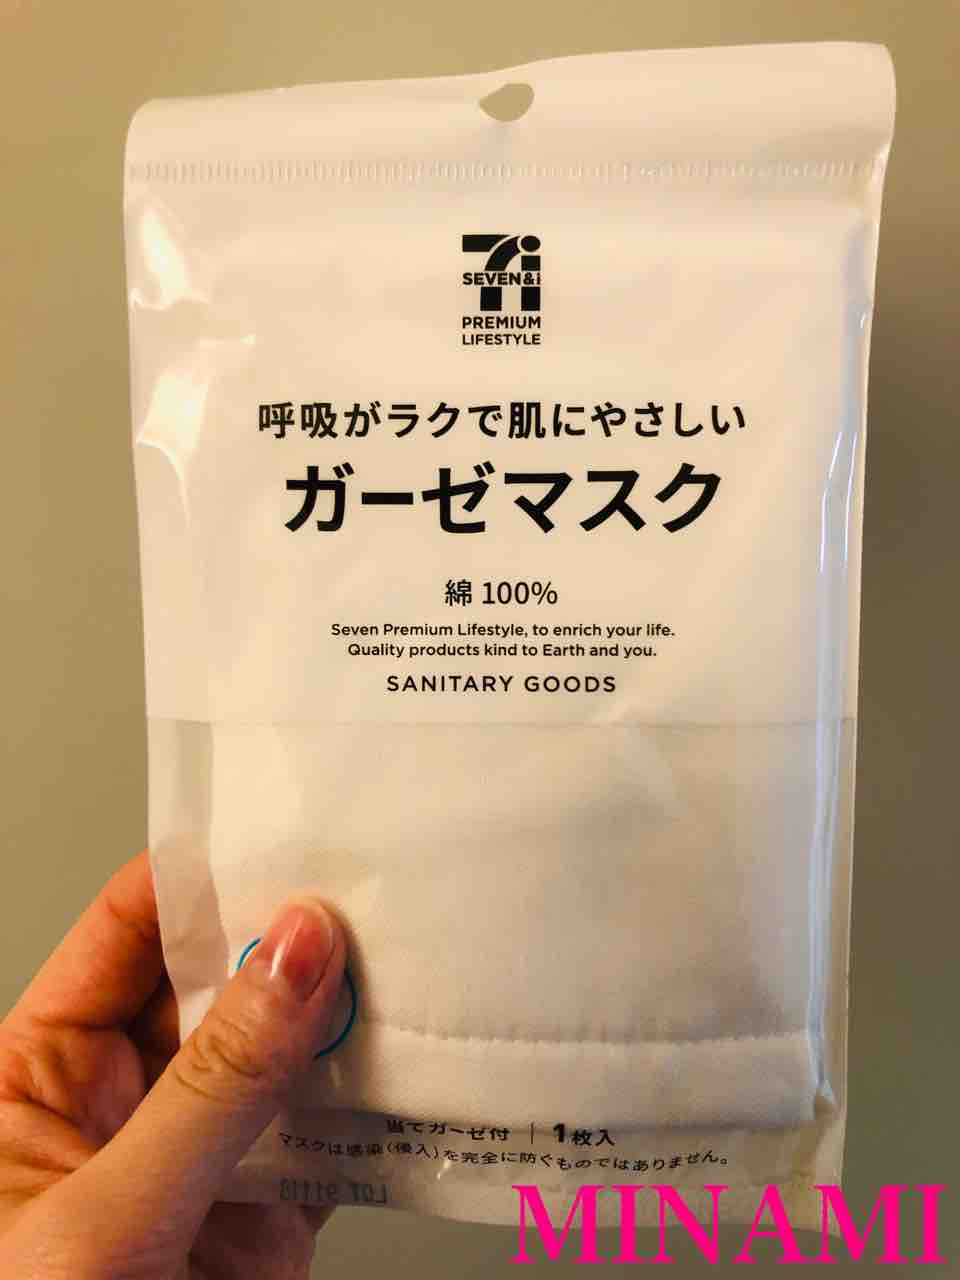 7i
SEVEN&i
PREMIUM
LIFESTYLE
呼吸がラクで肌にやさしい
ガーゼマスク
綿 100%
Seven Premium Lifestyle, to enrich your life.
Quality products kind to Earth and you.
SANITARY GOODS
当てガーゼ付 | 1枚入
マスクは感染(侵入)を完全に防ぐものではありません。
LOT 91118
MINAMI